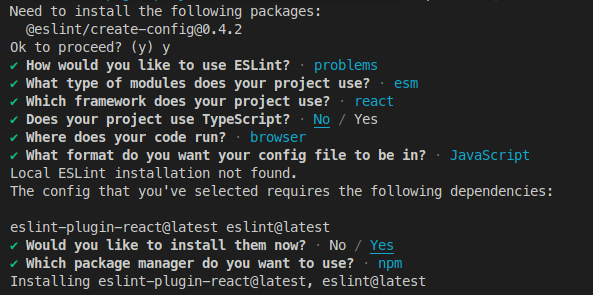 Need to install the following packages:
@eslint/create-config@0.4.2
Ok to proceed? (y) y
✔ How would you like to use ESLint? · problems
✔ What type of modules does your project use? · esm
✔ Which framework does your project use? · react
✔ Does your project use TypeScript? · No / Yes
✔ Where does your code run? · browser
✔ What format do you want your config file to be in? · JavaScript
Local ESLint installation not found.
The config that you've selected requires the following dependencies:
eslint-plugin-react@latest eslint@latest
✔ Would you like to install them now? · No / Yes
✔ Which package manager do you want to use? · npm
Installing eslint-plugin-react@latest, eslint@latest